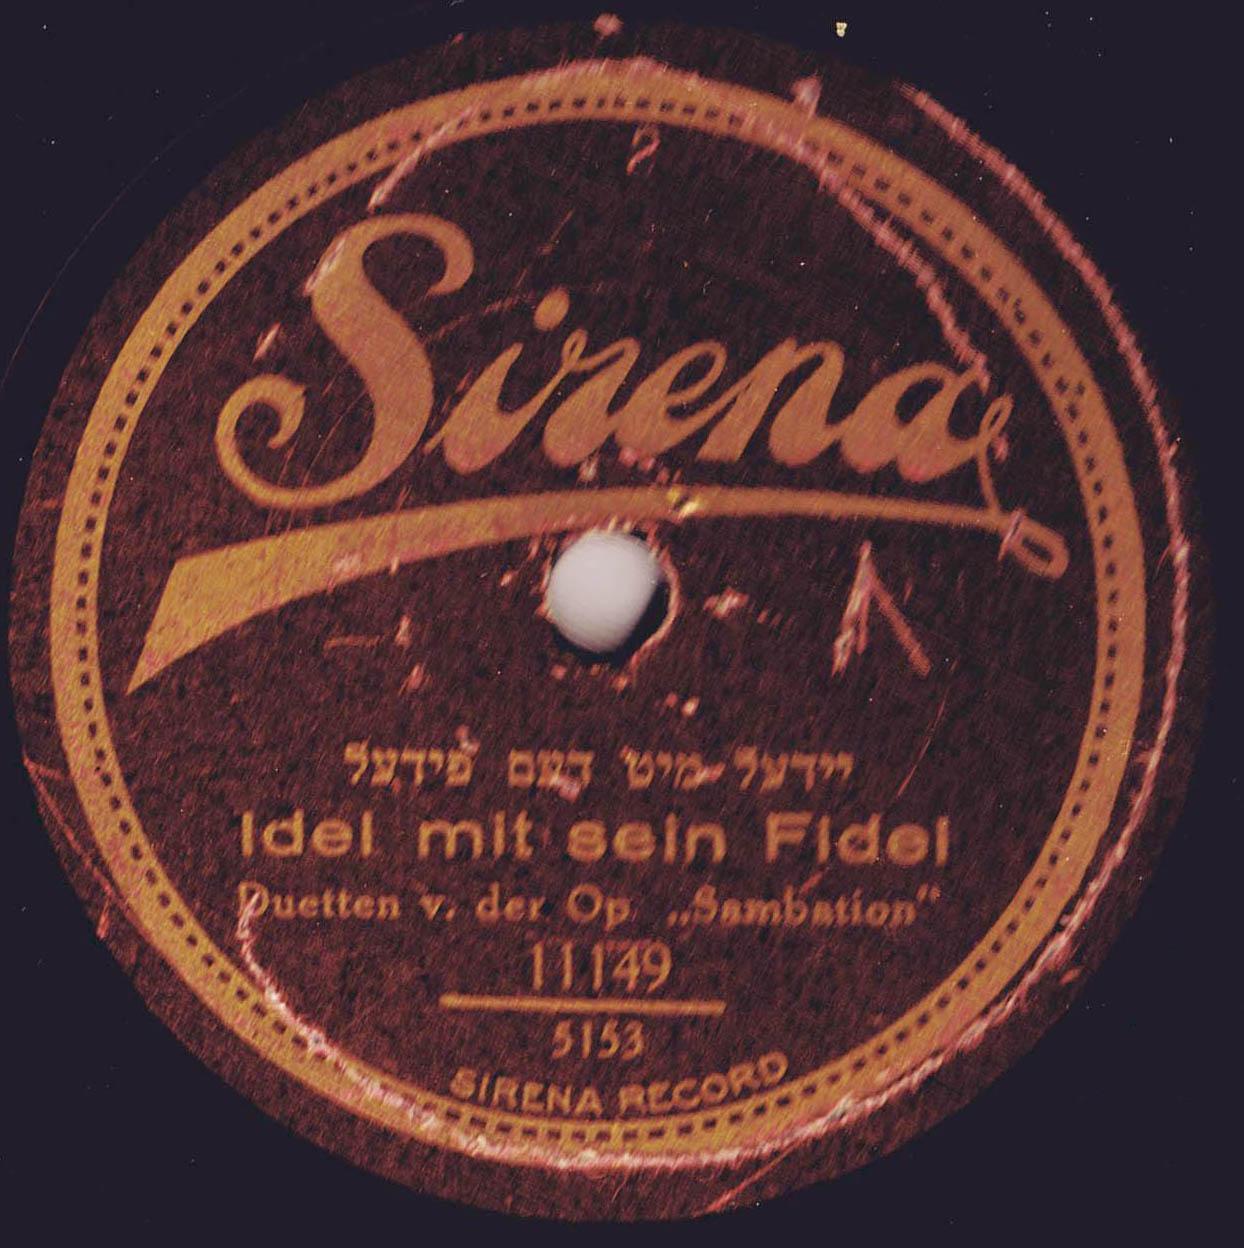 Sirena
יידעל מיט דעם פידעל
Idel mit sein Fidel
Duetten v. der Op. „Sambation"
11149
5153
SIRENA RECORD